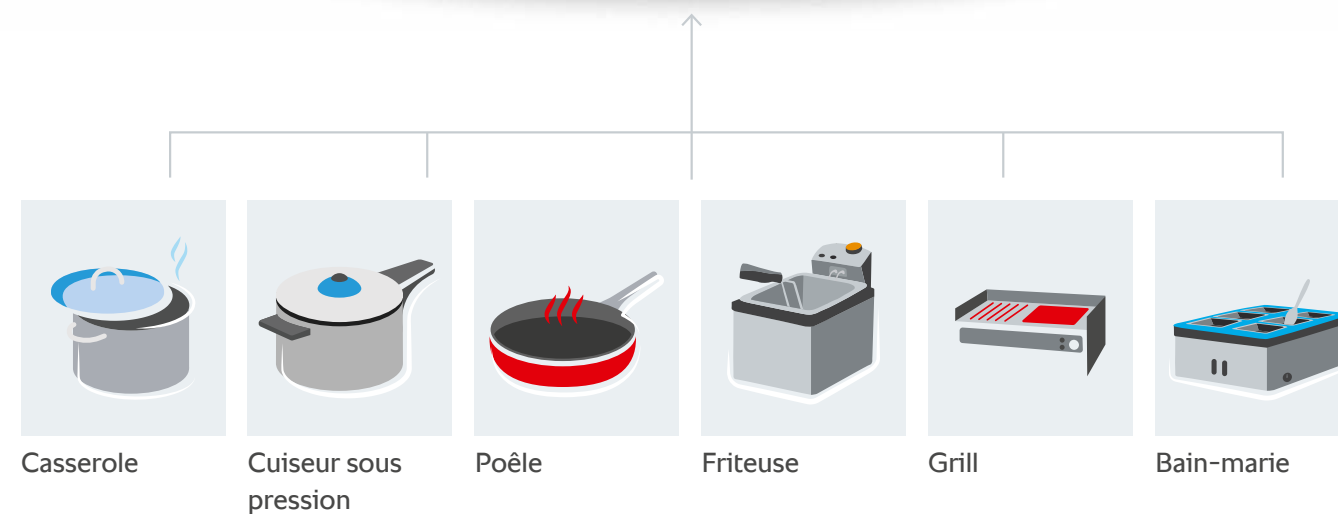 Casserole
Cuiseur sous
pression
Poêle
Friteuse
Grill
Bain-marie